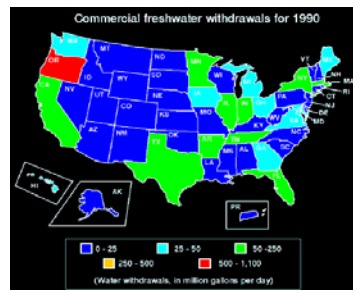 Commercial freshwater withdrawals for 1990
WA
MT
ND
MN
VT
ME
OR
ID
WY
SD
WI
MI
NY
NH
MA
RI
CT
NJ
DE
MD
CA
NV
UT
CO
NE
IA
IL
IN
OH
PA
WV
VA
KS
MO
NC
AZ
NM
OK
AR
SC
TX
LA
MS
AL
GA
HI
AK
PR
0 - 25
25 - 50
50 -250
250 - 500
500 - 1,100
(Water withdrawals, in million gallons per day)